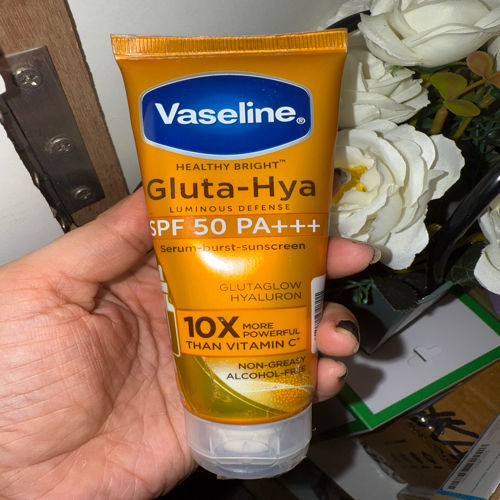 Vaseline®
HEALTHY BRIGHT™
Gluta-Hya
LUMINOUS DEFENSE
SPF 50 PA+++
Serum-burst-sunscreen
GLUTAGLOW
HYALURON
10X MORE POWERFUL
THAN VITAMIN C*
NON-GREASY
ALCOHOL-FREE